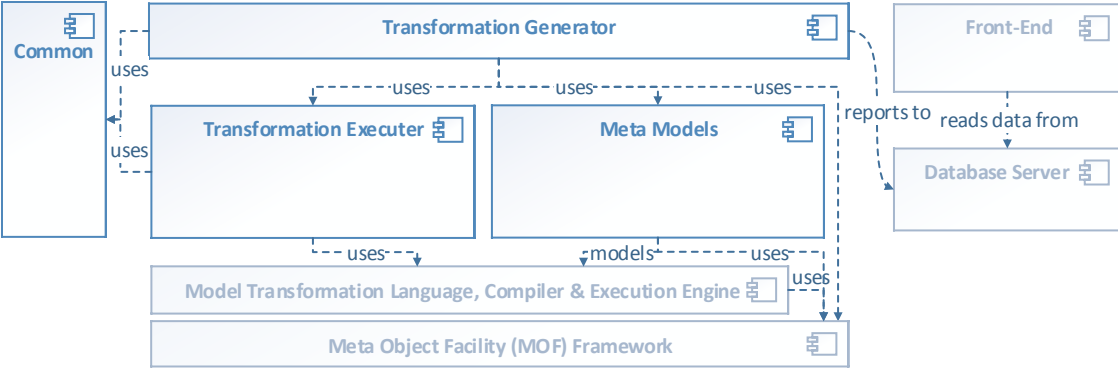 Transformation Generator
Front-End
Common
uses
uses
uses
uses
reports to
reads data from
Transformation Executer
Meta Models
uses
Database Server
uses
models
uses
uses
Model Transformation Language, Compiler & Execution Engine
Meta Object Facility (MOF) Framework